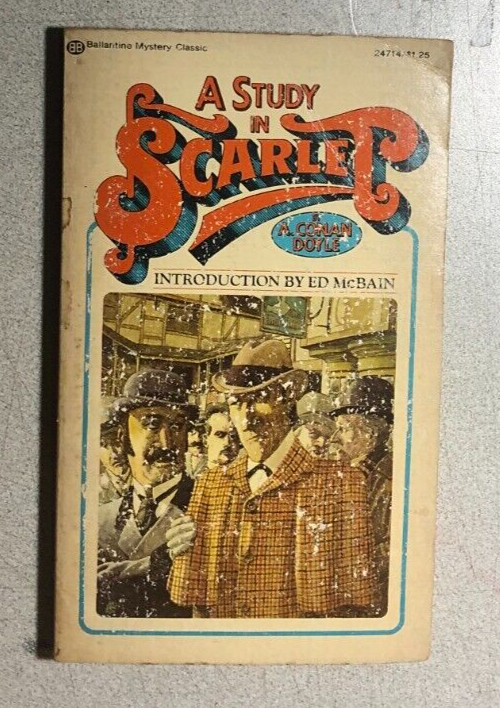 BB Ballantine Mystery Classic
24714/$1.25
A STUDY
IN
SCARLET
A. CONAN
DOYLE
INTRODUCTION BY ED McBAIN